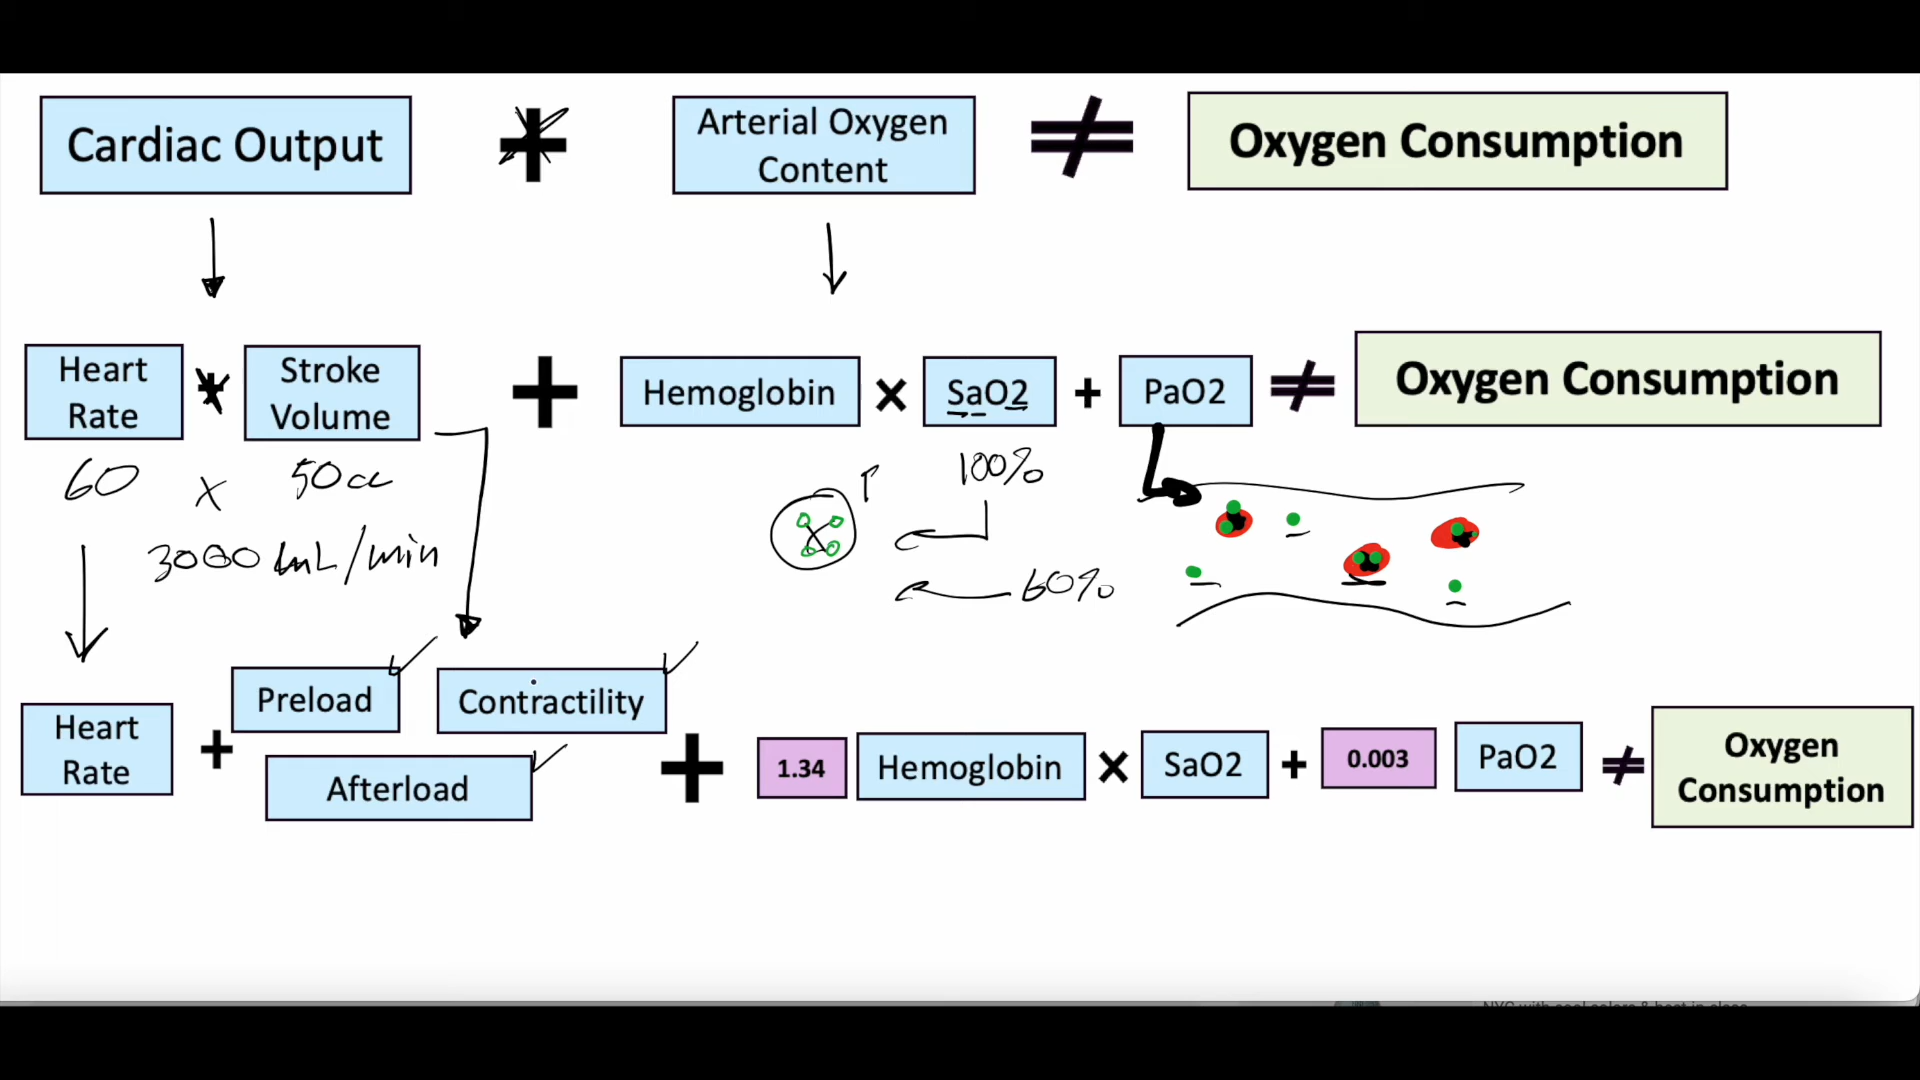 Cardiac Output + Arterial Oxygen Content ≠ Oxygen Consumption
Heart Rate * Stroke Volume + Hemoglobin × SaO2 + PaO2 ≠ Oxygen Consumption
60 x 50cc
100%
3000 mL/min
60%
Heart Rate + Preload Contractility
Afterload + 1.34 Hemoglobin × SaO2 + 0.003 PaO2 ≠ Oxygen Consumption